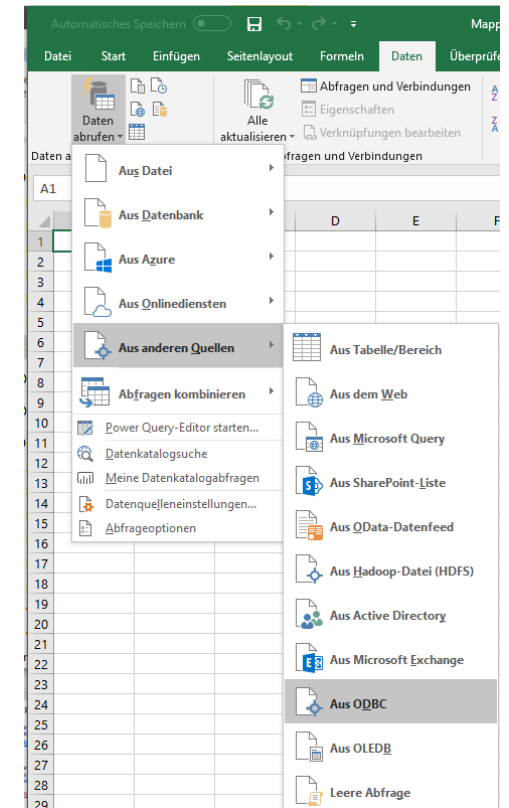 Automatisches Speichern
Mapp
Datei Start Einfügen Seitenlayout Formeln Daten Überprüfe
Daten abrufen
Alle aktualisieren
Abfragen und Verbindungen
Eigenschaften
Verknüpfungen bearbeiten
Daten a
fragen und Verbindungen
A1
D E F
1
2
3
4
5
6
7
8
9
10
11
12
13
14
15
16
17
18
19
20
21
22
23
24
25
26
27
28
29
Aus Datei
Aus Datenbank
Aus Azure
Aus Onlinediensten
Aus anderen Quellen
Abfragen kombinieren
Power Query-Editor starten...
Datenkatalogsuche
Meine Datenkatalogabfragen
Datenquelleneinstellungen...
Abfrageoptionen
Aus Tabelle/Bereich
Aus dem Web
Aus Microsoft Query
Aus SharePoint-Liste
Aus OData-Datenfeed
Aus Hadoop-Datei (HDFS)
Aus Active Directory
Aus Microsoft Exchange
Aus ODBC
Aus OLEDB
Leere Abfrage